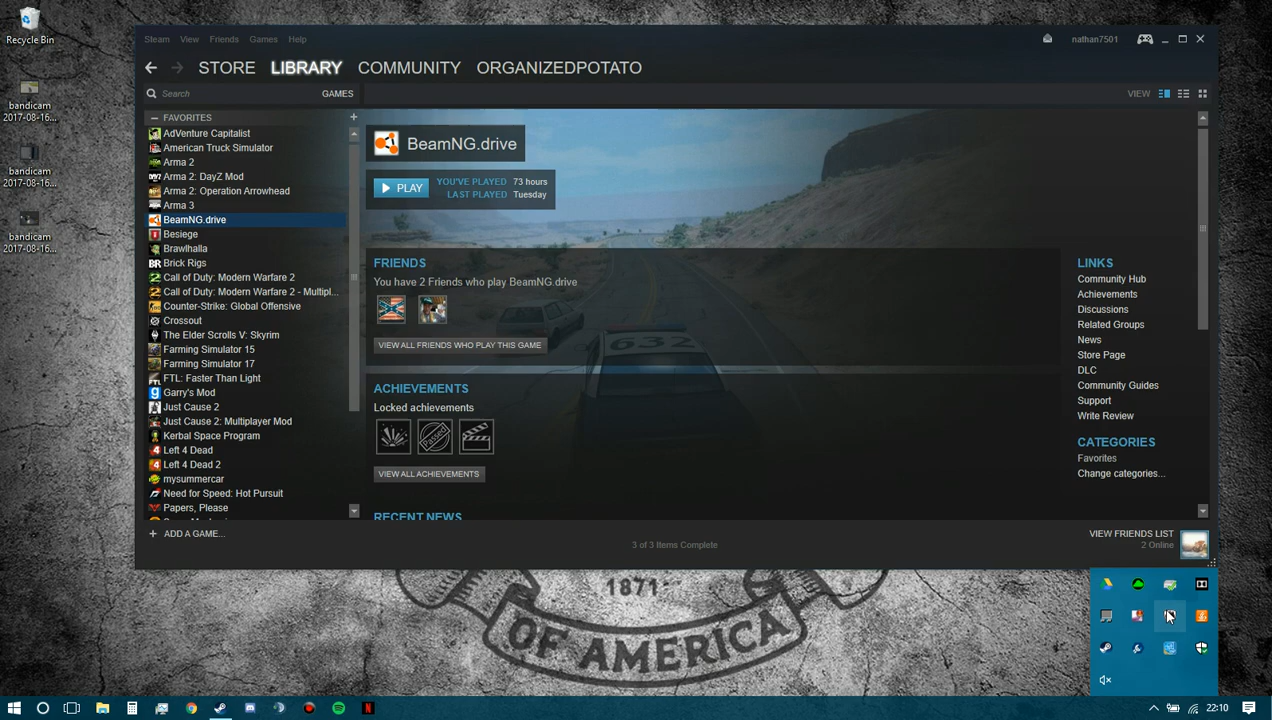 Recycle Bin
bandicam
2017-08-16...
bandicam
2017-08-16...
bandicam
2017-08-16...
Steam View Friends Games Help
nathan7501
STORE LIBRARY COMMUNITY ORGANIZEDPOTATO
Search GAMES
VIEW
FAVORITES
AdVenture Capitalist
American Truck Simulator
Arma 2
Arma 2: DayZ Mod
Arma 2: Operation Arrowhead
Arma 3
BeamNG.drive
Besiege
Brawlhalla
BR Brick Rigs
Call of Duty: Modern Warfare 2
Call of Duty: Modern Warfare 2 - Multipl...
Counter-Strike: Global Offensive
Crossout
The Elder Scrolls V: Skyrim
Farming Simulator 15
Farming Simulator 17
FTL FTL: Faster Than Light
Garry's Mod
Just Cause 2
Just Cause 2: Multiplayer Mod
Kerbal Space Program
Left 4 Dead
Left 4 Dead 2
mysummercar
Need for Speed: Hot Pursuit
Papers, Please
+ ADD A GAME...
BeamNG.drive
PLAY
YOU'VE PLAYED 73 hours
LAST PLAYED Tuesday
FRIENDS
You have 2 Friends who play BeamNG.drive
VIEW ALL FRIENDS WHO PLAY THIS GAME
632
ACHIEVEMENTS
Locked achievements
Passed
VIEW ALL ACHIEVEMENTS
RECENT NEWS
LINKS
Community Hub
Achievements
Discussions
Related Groups
News
Store Page
DLC
Community Guides
Support
Write Review
CATEGORIES
Favorites
Change categories...
3 of 3 Items Complete
VIEW FRIENDS LIST
2 Online
1871
OF AMERICA
22:10